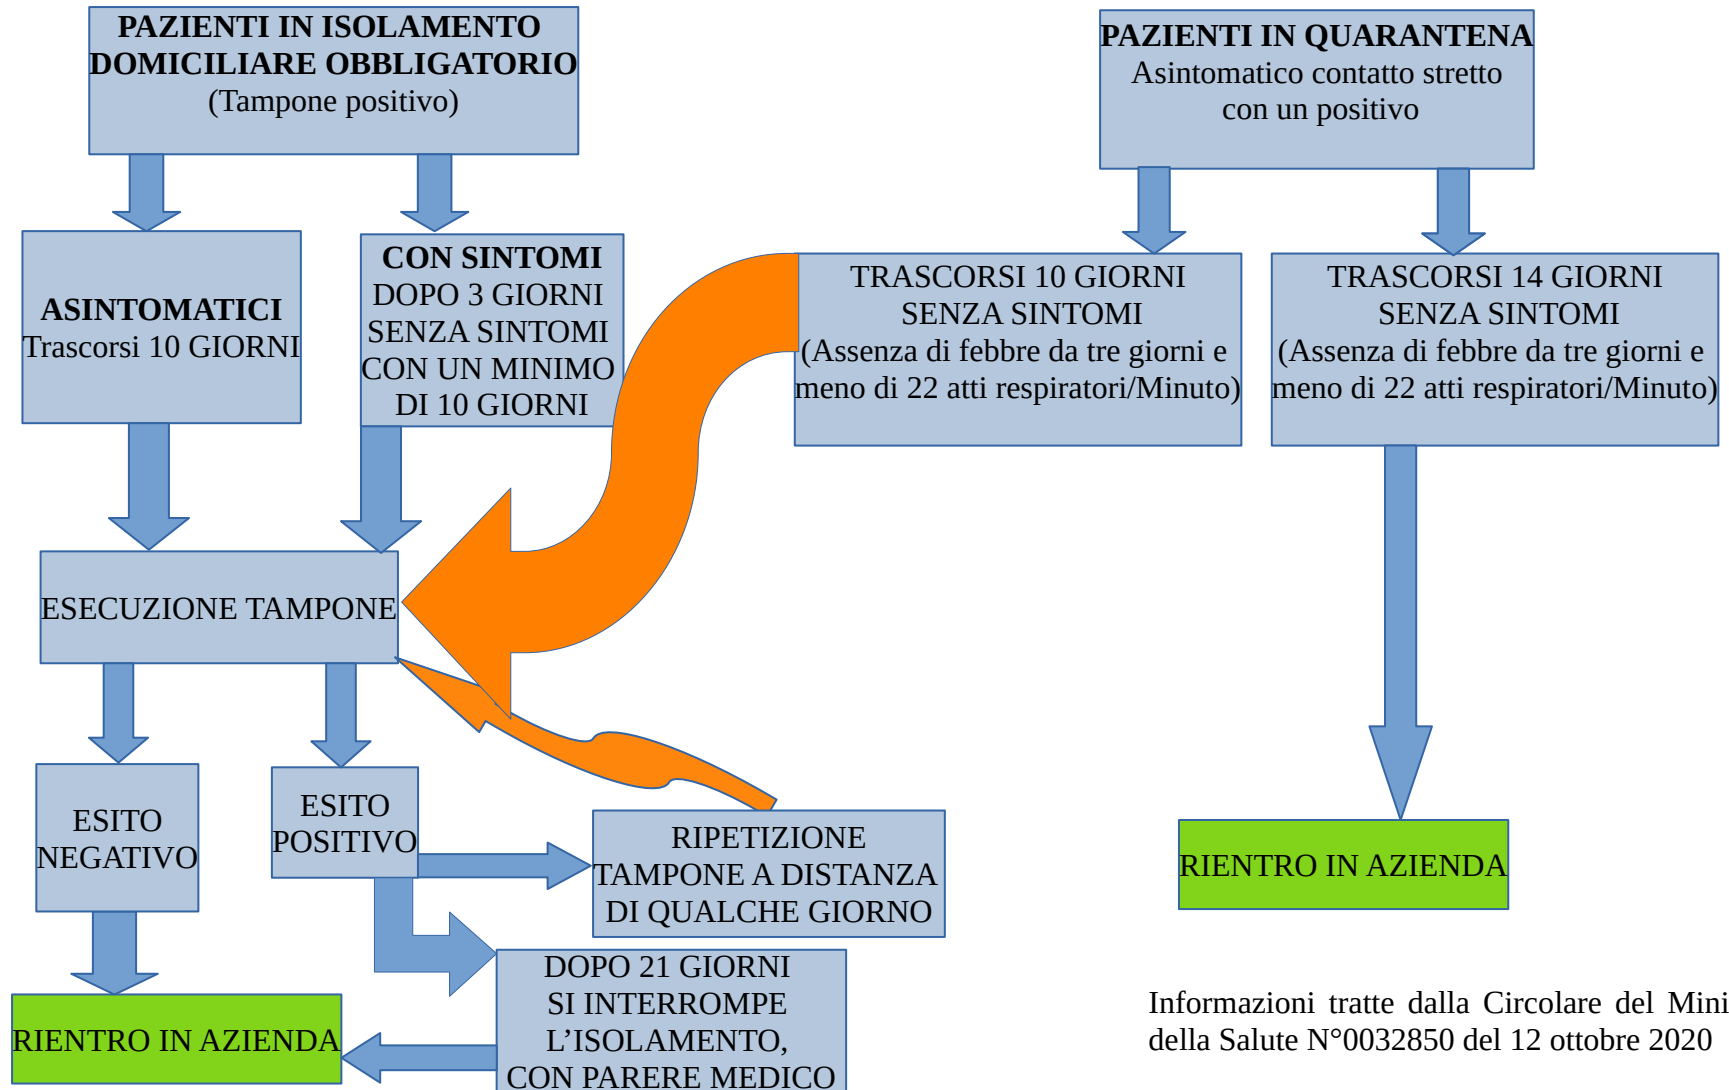 PAZIENTI IN ISOLAMENTO
DOMICILIARE OBBLIGATORIO
(Tampone positivo)
PAZIENTI IN QUARANTENA
Asintomatico contatto stretto
con un positivo
ASINTOMATICI
Trascorsi 10 GIORNI
CON SINTOMI
DOPO 3 GIORNI
SENZA SINTOMI
CON UN MINIMO
DI 10 GIORNI
TRASCORSI 10 GIORNI
SENZA SINTOMI
(Assenza di febbre da tre giorni e
meno di 22 atti respiratori/Minuto)
TRASCORSI 14 GIORNI
SENZA SINTOMI
(Assenza di febbre da tre giorni e
meno di 22 atti respiratori/Minuto)
ESECUZIONE TAMPONE
ESITO
NEGATIVO
ESITO
POSITIVO
RIPETIZIONE
TAMPONE A DISTANZA
DI QUALCHE GIORNO
RIENTRO IN AZIENDA
DOPO 21 GIORNI
SI INTERROMPE
L’ISOLAMENTO,
CON PARERE MEDICO
RIENTRO IN AZIENDA
Informazioni tratte dalla Circolare del Mini
della Salute N°0032850 del 12 ottobre 2020